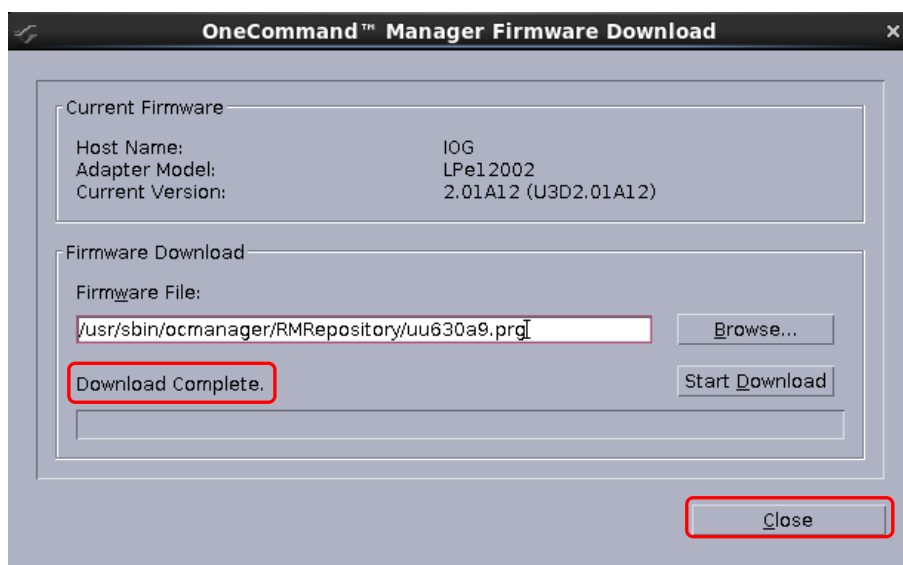 OneCommand™ Manager Firmware Download
Current Firmware
Host Name: IOG
Adapter Model: LPe12002
Current Version: 2.01A12 (U3D2.01A12)
Firmware Download
Firmware File:
/usr/sbin/ocmanager/RMRepository/uu630a9.prg
Browse...
Download Complete.
Start Download
Close